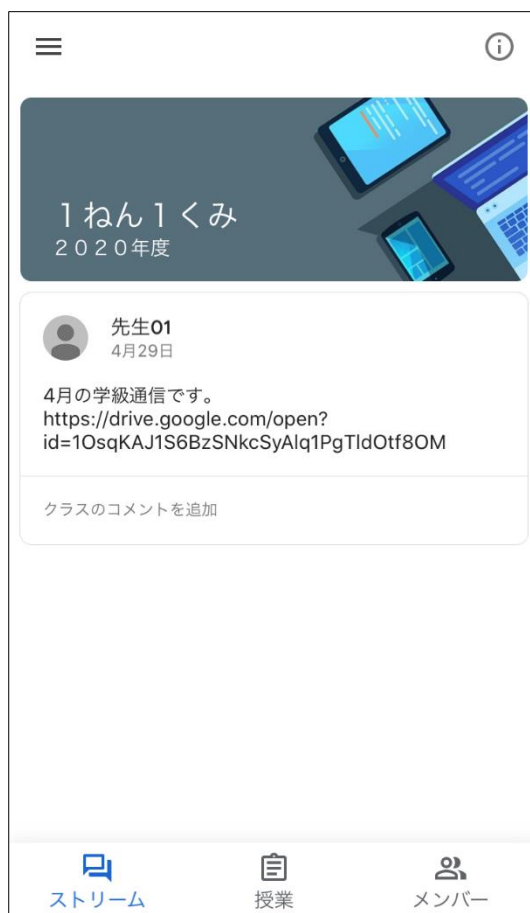 １ねん１くみ
２０２０年度
先生01
4月29日
4月の学級通信です。
https://drive.google.com/open?
id=1OsqKAJ1S6BzSNkcSyAlq1PgTldOtf8OM
クラスのコメントを追加
ストリーム
授業
メンバー